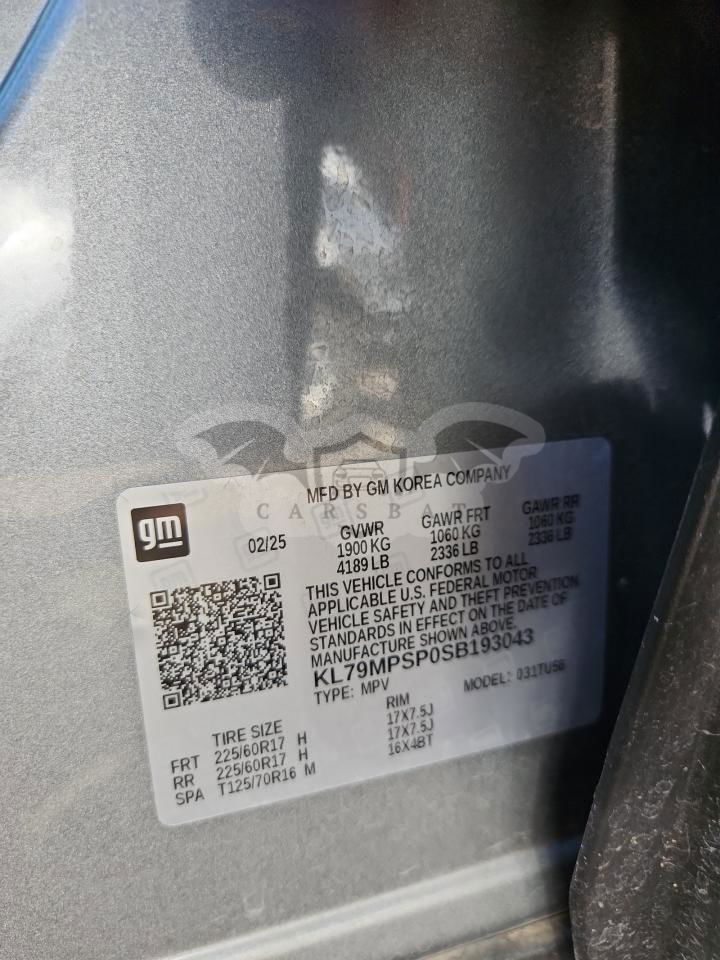 MFD BY GM KOREA COMPANY
gm
02/25
GVWR GAWR FRT GAWR RR
1900 KG 1060 KG 1060 KG
4189 LB 2336 LB 2336 LB
THIS VEHICLE CONFORMS TO ALL
APPLICABLE U.S. FEDERAL MOTOR
VEHICLE SAFETY AND THEFT PREVENTION
STANDARDS IN EFFECT ON THE DATE OF
MANUFACTURE SHOWN ABOVE.
KL79MPSP0SB193043
TYPE: MPV MODEL: 031TU56
TIRE SIZE RIM
FRT 225/60R17 H 17X7.5J
RR 225/60R17 H 17X7.5J
SPA T125/70R16 M 16X4BT
CARSBAT